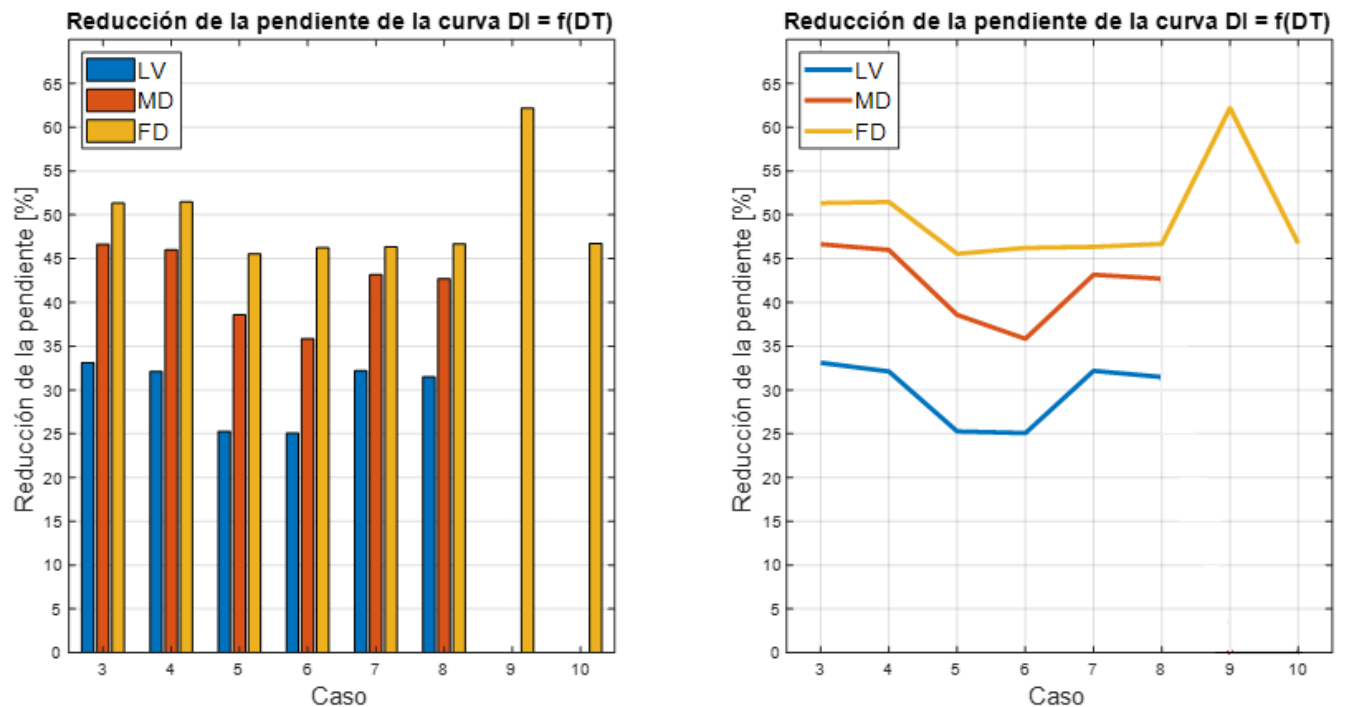 Reducción de la pendiente de la curva DI = f(DT)
LV
MD
FD
Reducción de la pendiente [%]
65
60
55
50
45
40
35
30
25
20
15
10
5
0
3 4 5 6 7 8 9 10
Caso
Reducción de la pendiente de la curva DI = f(DT)
LV
MD
FD
Reducción de la pendiente [%]
65
60
55
50
45
40
35
30
25
20
15
10
5
0
3 4 5 6 7 8 9 10
Caso